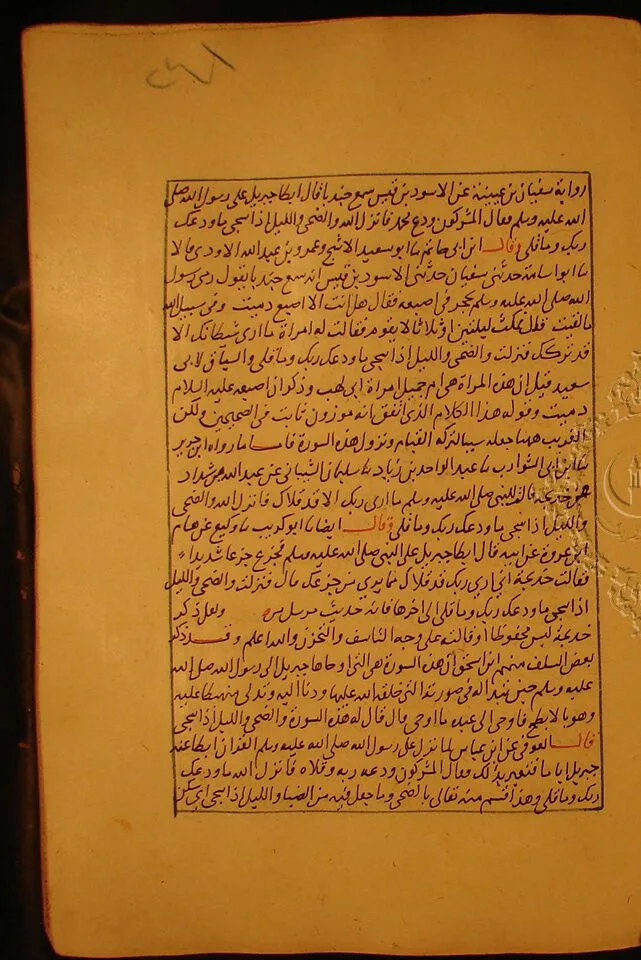 رواية سفيان بن عيينة عن الاسود بن قيس سمع جندبا قال ابطا جبريل على رسول الله صلى
الله عليه وسلم فقال المشركون ودع محمد فانزل الله والضحى والليل اذا سجى ما ودعك
ربك وما قلى وقال ابن ابي حاتم ثنا ابو سعيد الاشج وعمرو بن عبد الله الاودي قالا
ثنا ابو اسامة حدثني سفيان حدثني الاسود بن قيس انه سمع جندبا يقول رمى رسول
الله صلى الله عليه وسلم بحجر في اصبعه فقال هل انت الا اصبع دميت وفي سبيل الله
ما لقيت قال فمكث ليلتين او ثلاثا لا يقوم فقالت له امراة ما ارى شيطانك الا
قد تركك فنزلت والضحى والليل اذا سجى ما ودعك ربك وما قلى والسياق لابي
سعيد قيل ان هذه المراة هي ام جميل امراة ابي لهب وذكر ان اصبعه عليه السلام
دميت وقوله هذا الكلام الذي اتفق انه موزون ثابت في الصحيحين ولكن
الغريب ههنا جعله سببا لتركه القيام ونزول هذه السورة فاما ما رواه ابن جرير
ثنا ابن ابي الشوارب ثنا عبد الواحد بن زياد ثنا سليمان الشيباني عن عبد الله بن شداد
ان خديجة قالت للنبي صلى الله عليه وسلم ما ارى ربك الا قد قلاك فانزل الله والضحى
والليل اذا سجى ما ودعك ربك وما قلى وقال ايضا ثنا ابو كريب ثنا وكيع عن هشام
ابن عروة عن ابيه قال ابطا جبريل على النبي صلى الله عليه وسلم فجزع جزعا شديدا
فقالت خديجة اني ارى ربك قد قلاك مما يرى من جزعك قال فنزلت والضحى والليل
اذا سجى ما ودعك ربك وما قلى الى اخرها فانه حديث مرسل من ولعل ذكر
خديجة ليس محفوظا او قالته على وجه التاسف والتحزن والله اعلم وقد ذكر
بعض السلف منهم ابن اسحق ان هذه السورة هي التي اوحاها جبريل الى رسول الله صلى الله
عليه وسلم حين تبدا له في صورته التي خلقه الله عليها ودنا اليه وتدلى منهبطا عليه
وهو بالابطح فاوحى الى عبده ما اوحى قال قال له هذه السورة والضحى والليل اذا سجى
قال العوفي عن ابن عباس لما نزل على رسول الله صلى الله عليه وسلم القران ابطا عنه
جبريل اياما فتغير بذلك فقال المشركون ودعه ربه وقلاه فانزل الله ما ودعك
ربك وما قلى وهذا قسم منه تعالى بالضحى وما جعل فيه من الضيا والليل اذا سجى اي سكن